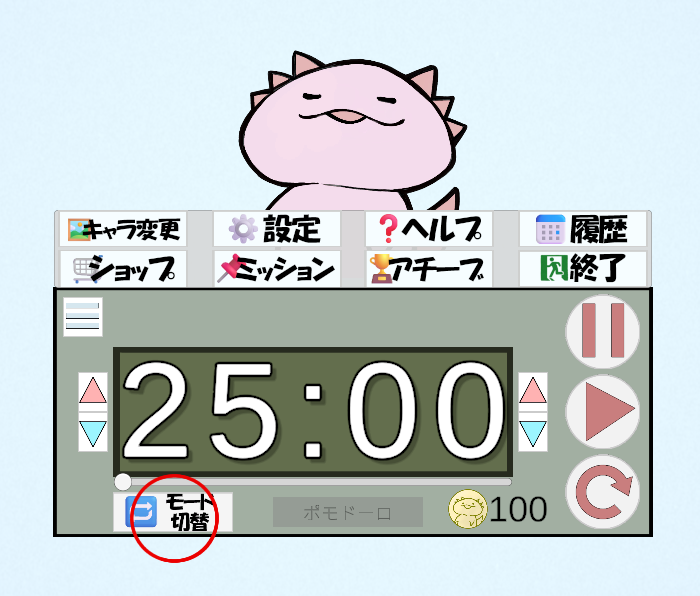 キャラ変更 設定 ヘルプ 履歴
ショップ ミッション アチーブ 終了
25:00
モード
切替
ポモドーロ
100